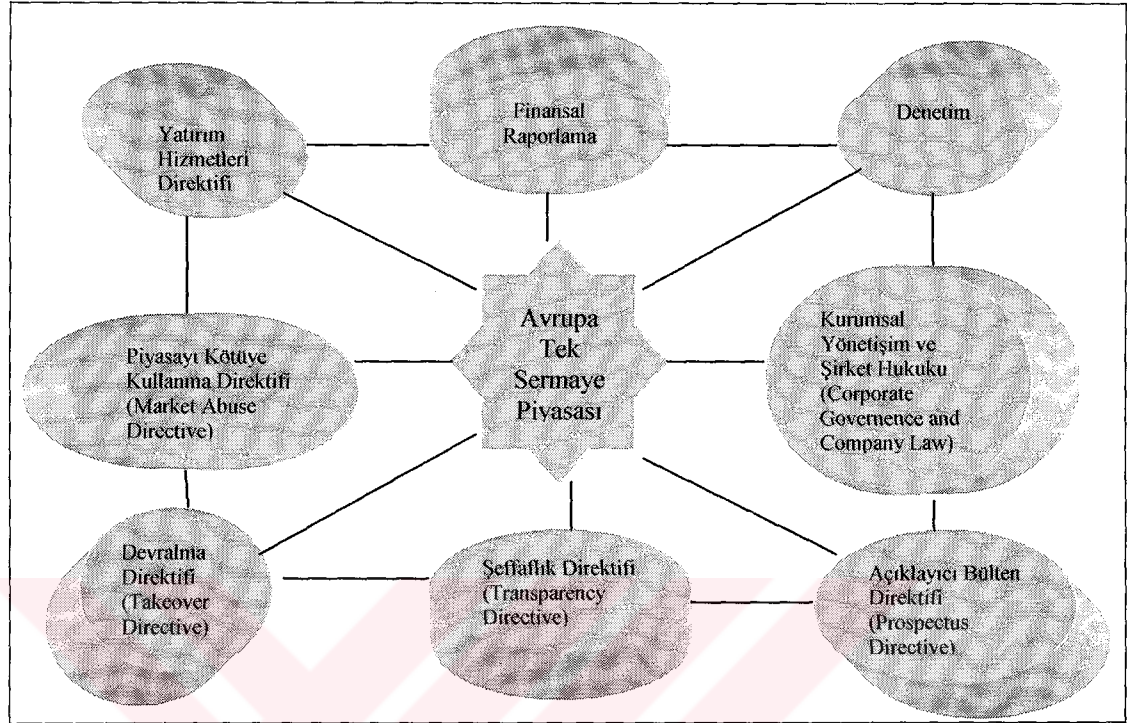 Yatırım
Hizmetleri
Direktifi
Finansal
Raporlama
Denetim
Piyasayı Kötüye
Kullanma Direktifi
(Market Abuse
Directive)
Avrupa
Tek
Sermaye
Piyasası
Kurumsal
Yönetişim ve
Şirket Hukuku
(Corporate
Governence and
Company Law)
Devralma
Direktifi
(Takeover
Directive)
Şeffaflık Direktifi
(Transparency
Directive)
Açıklayıcı Bülten
Direktifi
(Prospectus
Directive)